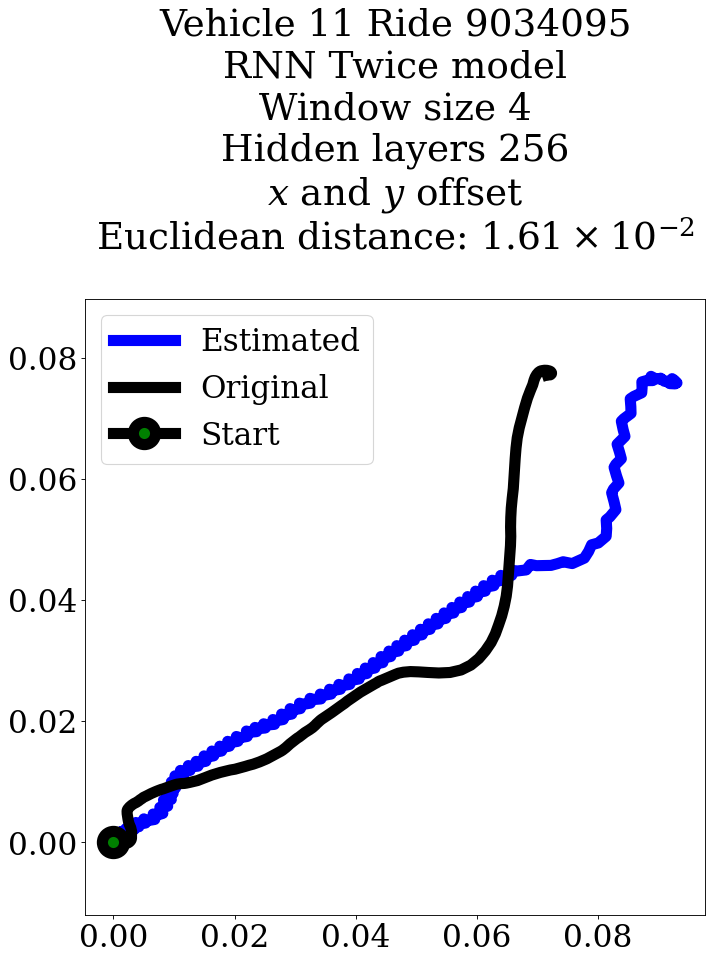 Vehicle 11 Ride 9034095
RNN Twice model
Window size 4
Hidden layers 256
x and y offset
Euclidean distance: 1.61 × 10⁻²
Estimated
Original
Start
0.08
0.06
0.04
0.02
0.00
0.00 0.02 0.04 0.06 0.08